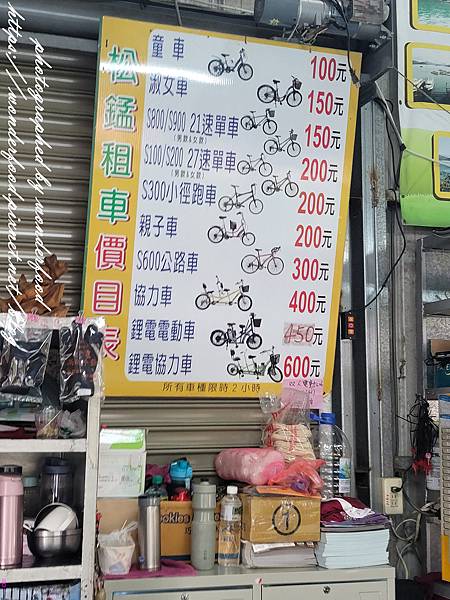 photographed by wonderfood
松錳租車價目表
童車 100元
淑女車 150元
S800/S900 21速單車 150元
(男款&女款)
S100/S200 27速單車 200元
(男款&女款)
S300小徑跑車 200元
親子車 200元
S600公路車 300元
協力車 400元
鋰電電動車 450元
鋰電協力車 600元
所有車種限時2小時